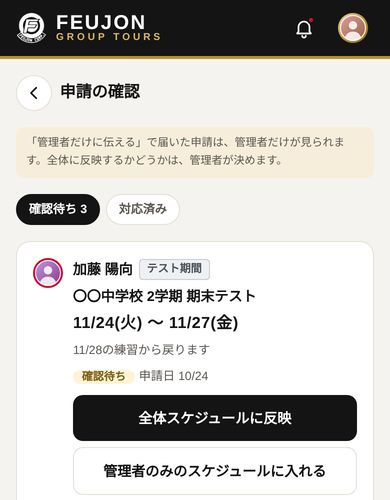 FEUJON
GROUP TOURS
申請の確認
「管理者だけに伝える」で届いた申請は、管理者だけが見られま
す。全体に反映するかどうかは、管理者が決めます。
確認待ち 3
対応済み
加藤 陽向 テスト期間
〇〇中学校 2学期 期末テスト
11/24(火) 〜 11/27(金)
11/28の練習から戻ります
確認待ち 申請日 10/24
全体スケジュールに反映
管理者のみのスケジュールに入れる